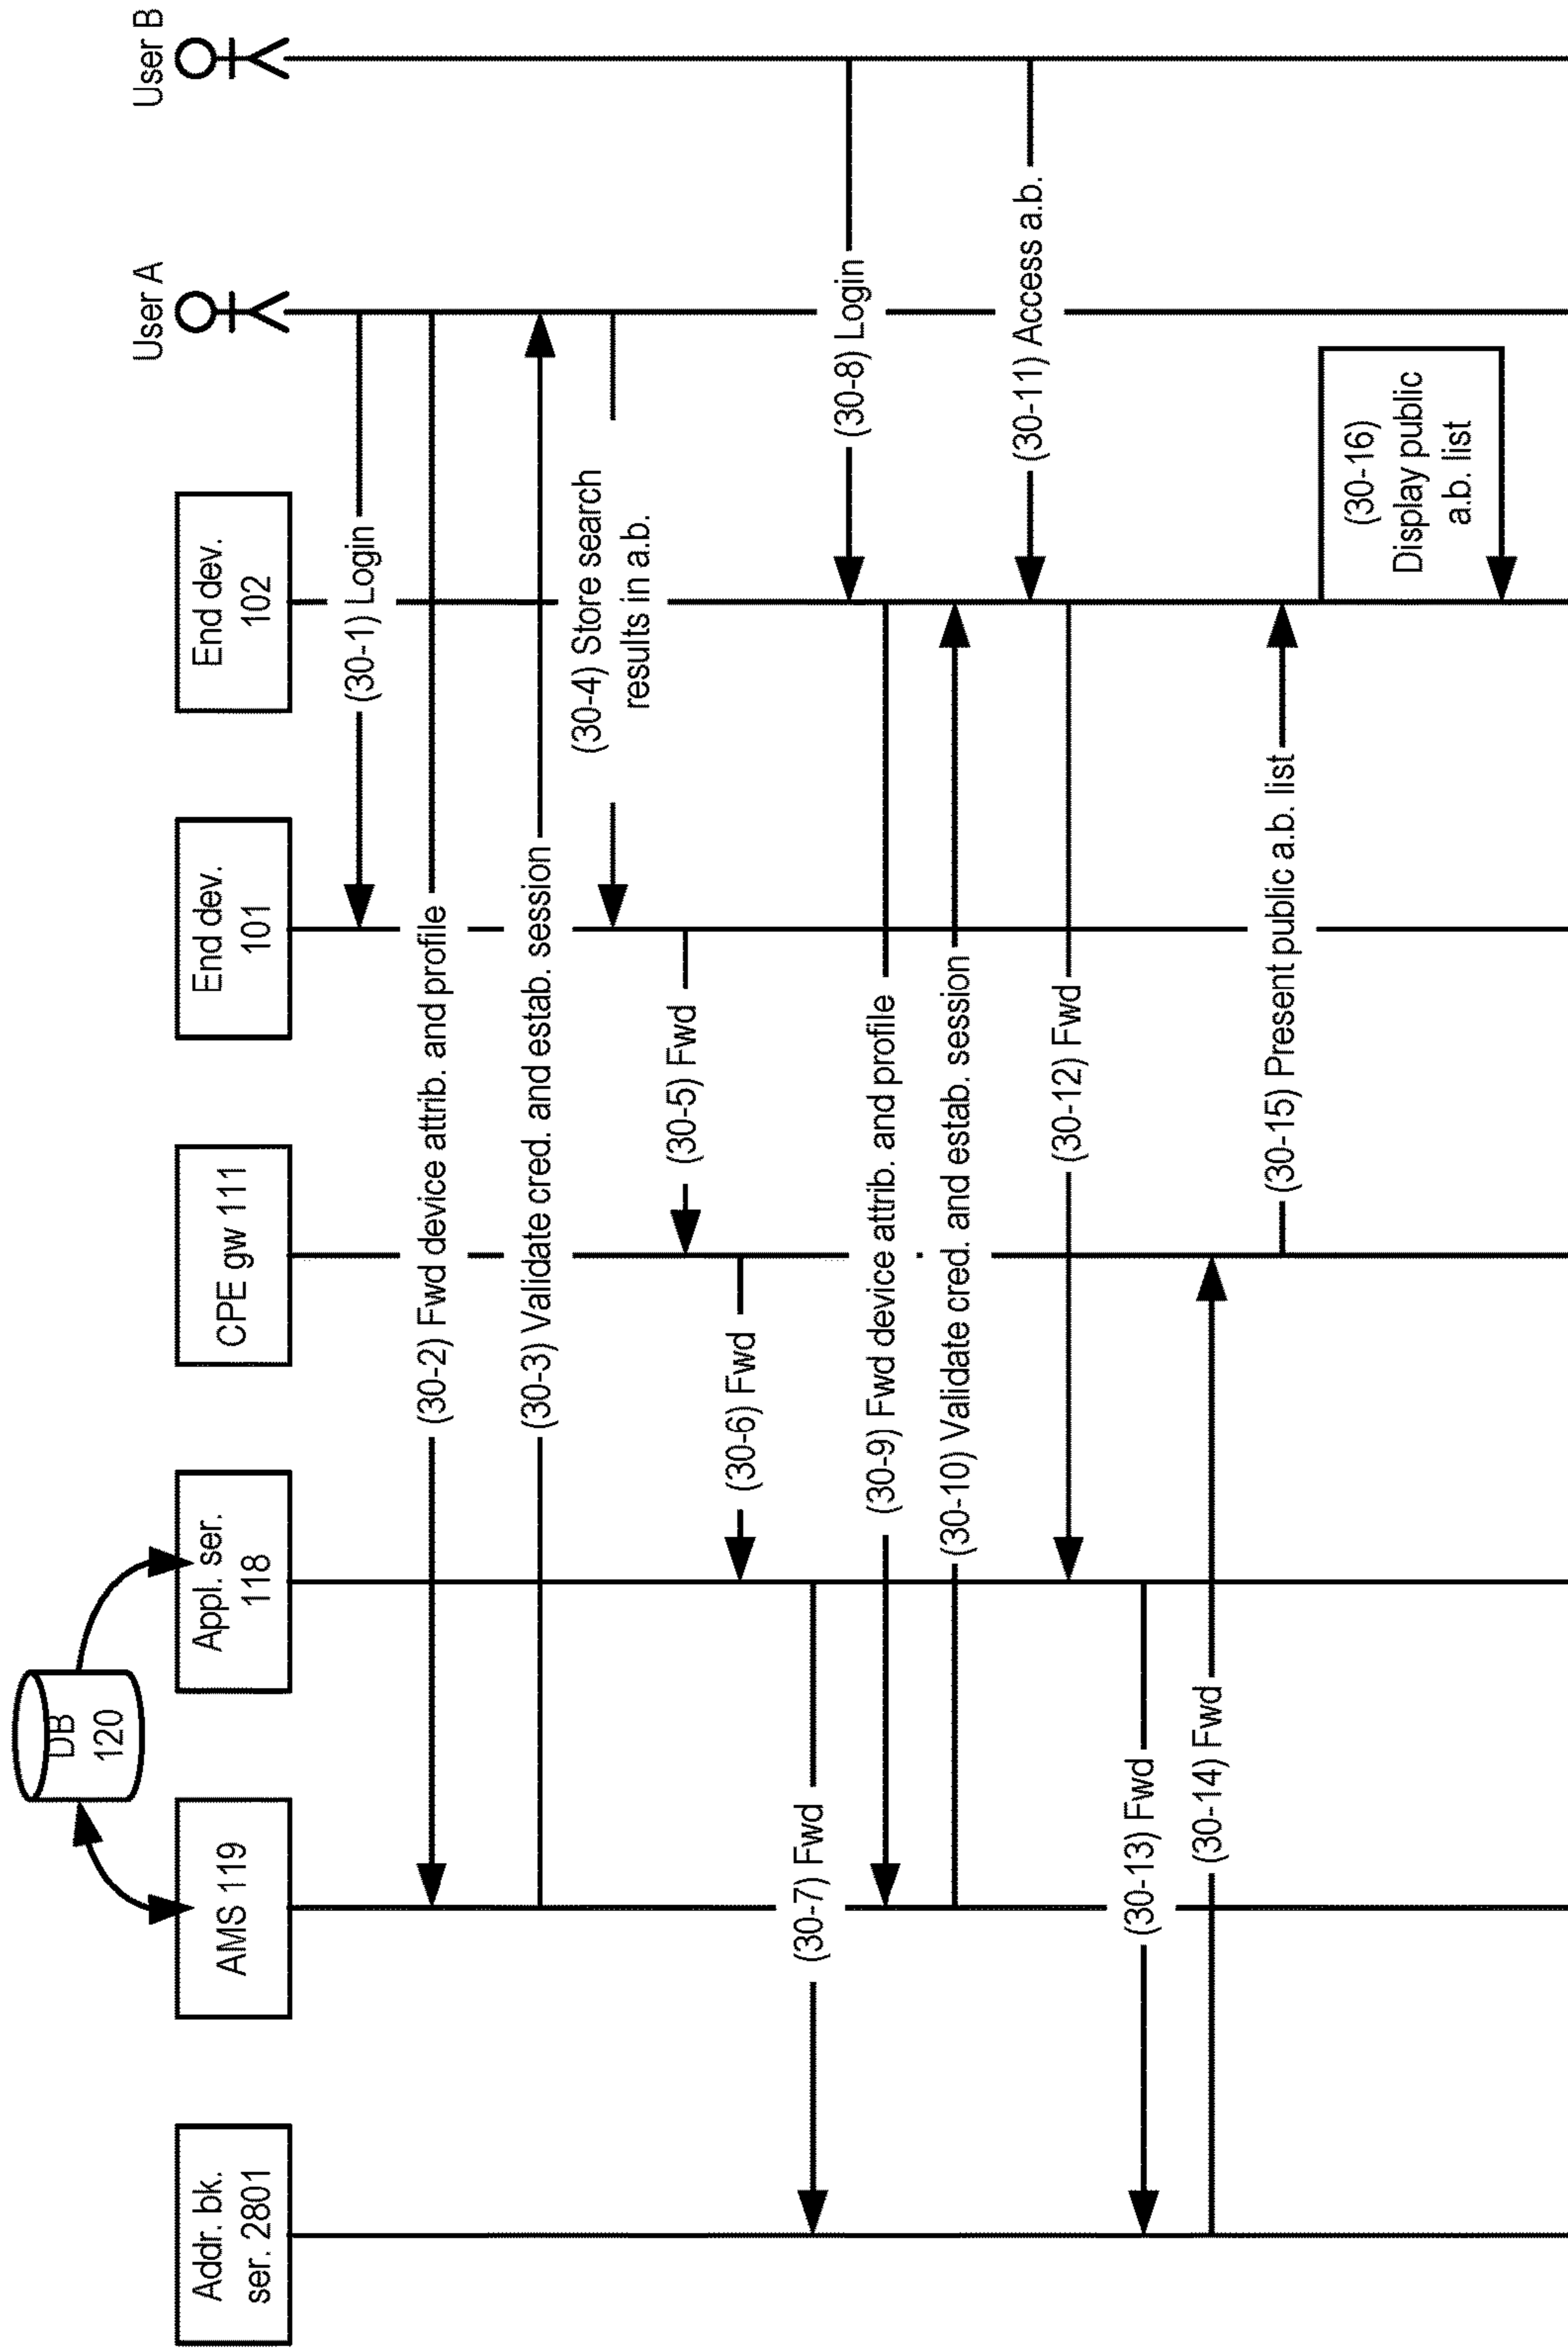 DB
120
Addr. bk.
ser. 2801
AMS 119
Appl. ser.
118
CPE gw 111
End dev.
101
End dev.
102
User A
User B
(30-1) Login
(30-2) Fwd device attrib. and profile
(30-3) Validate cred. and estab. session
(30-4) Store search
results in a.b.
(30-5) Fwd
(30-6) Fwd
(30-7) Fwd
(30-8) Login
(30-9) Fwd device attrib. and profile
(30-10) Validate cred. and estab. session
(30-11) Access a.b.
(30-12) Fwd
(30-13) Fwd
(30-14) Fwd
(30-15) Present public a.b. list
(30-16)
Display public
a.b. list